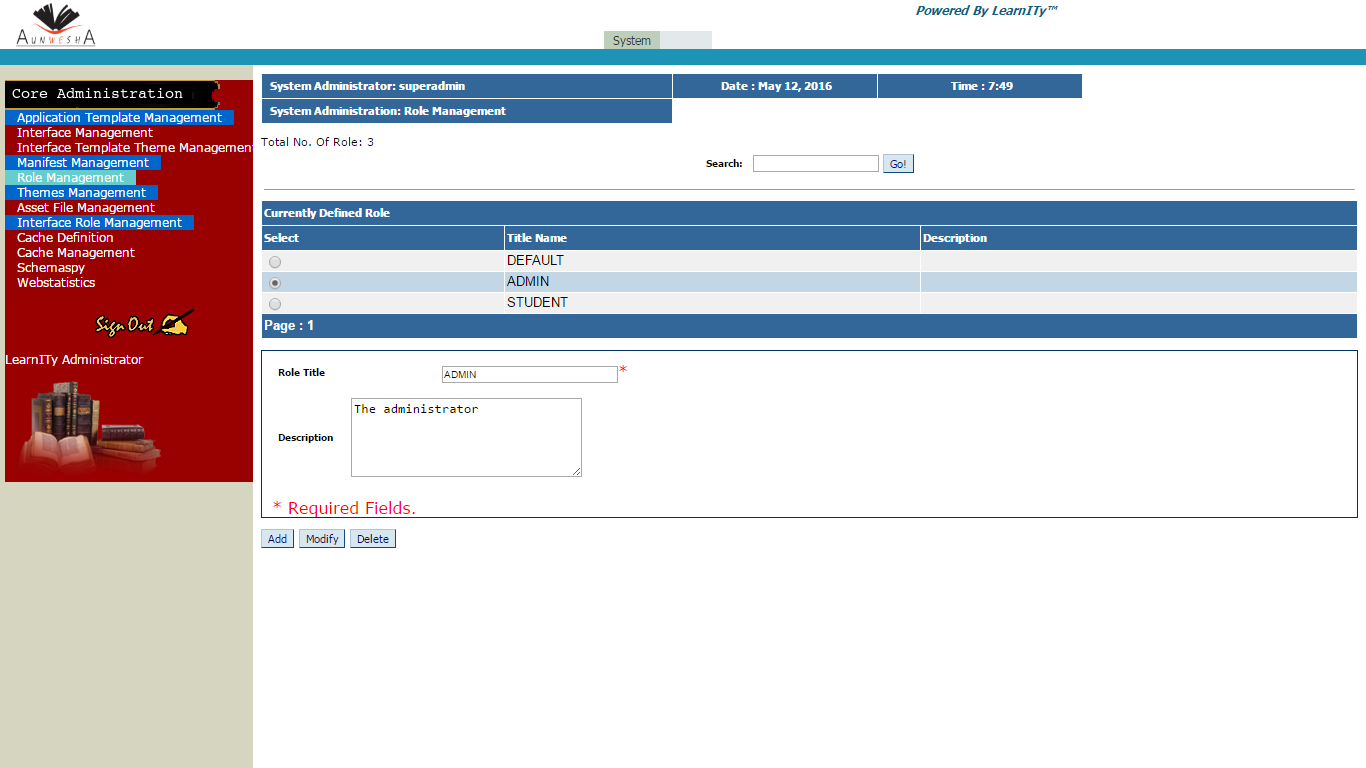 Powered By LearnITy™
AUNWESHA
System
Core Administration
Application Template Management
Interface Management
Interface Template Theme Management
Manifest Management
Role Management
Themes Management
Asset File Management
Interface Role Management
Cache Definition
Cache Management
Schemaspy
Webstatistics
Sign Out
LearnITy Administrator
System Administrator: superadmin Date : May 12, 2016 Time : 7:49
System Administration: Role Management
Total No. Of Role: 3
Search: Go!
Currently Defined Role
Select Title Name Description
DEFAULT
ADMIN
STUDENT
Page : 1
Role Title ADMIN *
Description The administrator
* Required Fields.
Add Modify Delete